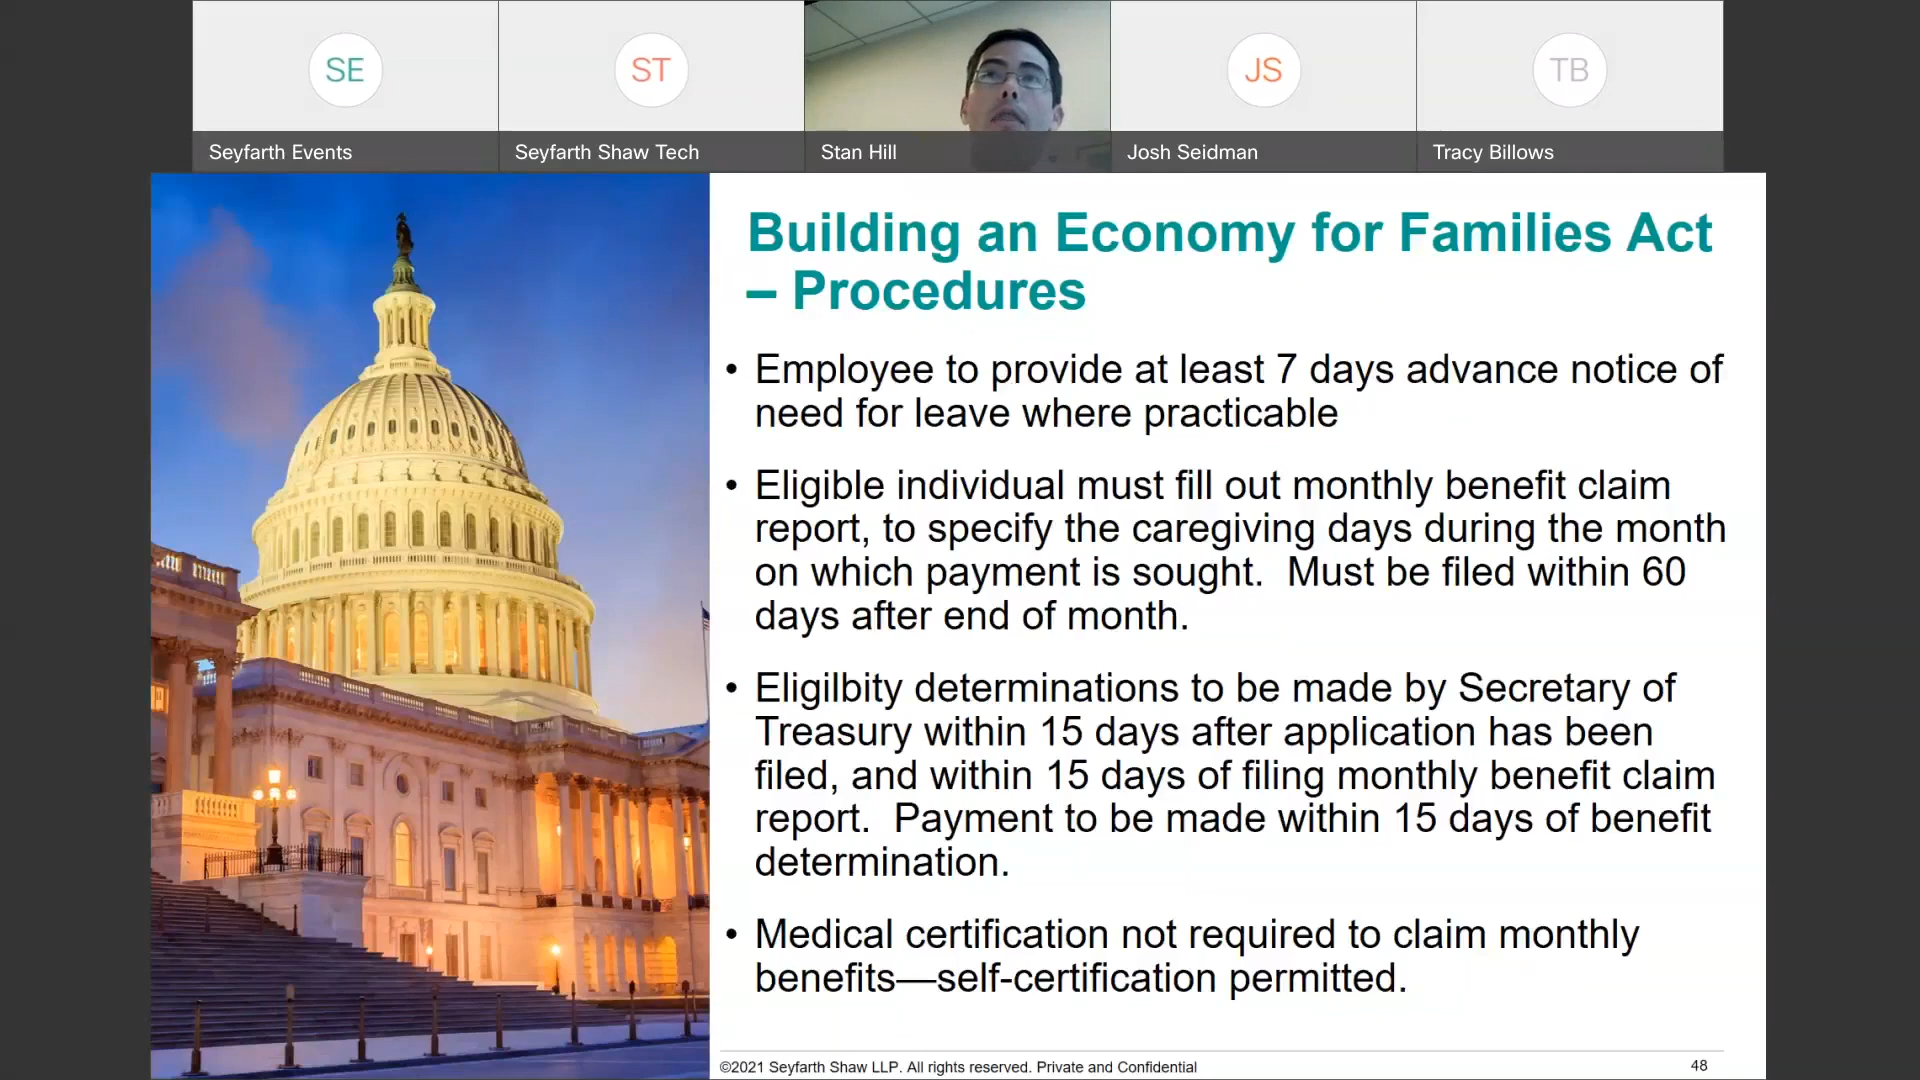 SE
ST
JS
TB
Seyfarth Events
Seyfarth Shaw Tech
Stan Hill
Josh Seidman
Tracy Billows
Building an Economy for Families Act
– Procedures
• Employee to provide at least 7 days advance notice of
need for leave where practicable
• Eligible individual must fill out monthly benefit claim
report, to specify the caregiving days during the month
on which payment is sought.  Must be filed within 60
days after end of month.
• Eligilbity determinations to be made by Secretary of
Treasury within 15 days after application has been
filed, and within 15 days of filing monthly benefit claim
report.  Payment to be made within 15 days of benefit
determination.
• Medical certification not required to claim monthly
benefits—self-certification permitted.
©2021 Seyfarth Shaw LLP. All rights reserved. Private and Confidential
48